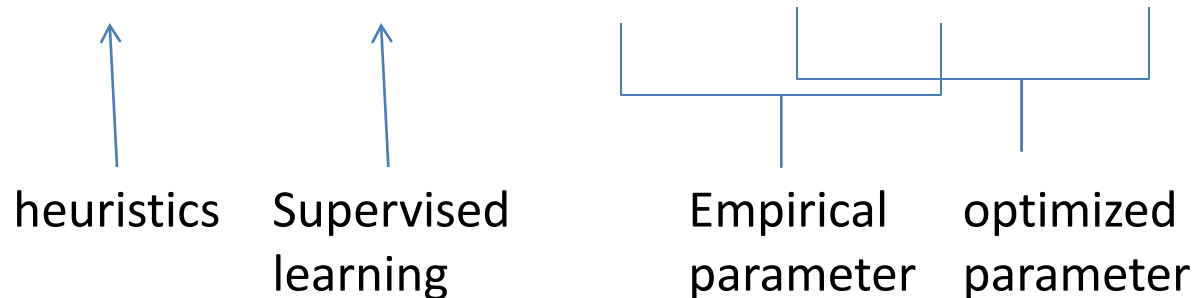 heuristics
Supervised
learning
Empirical
parameter
optimized
parameter